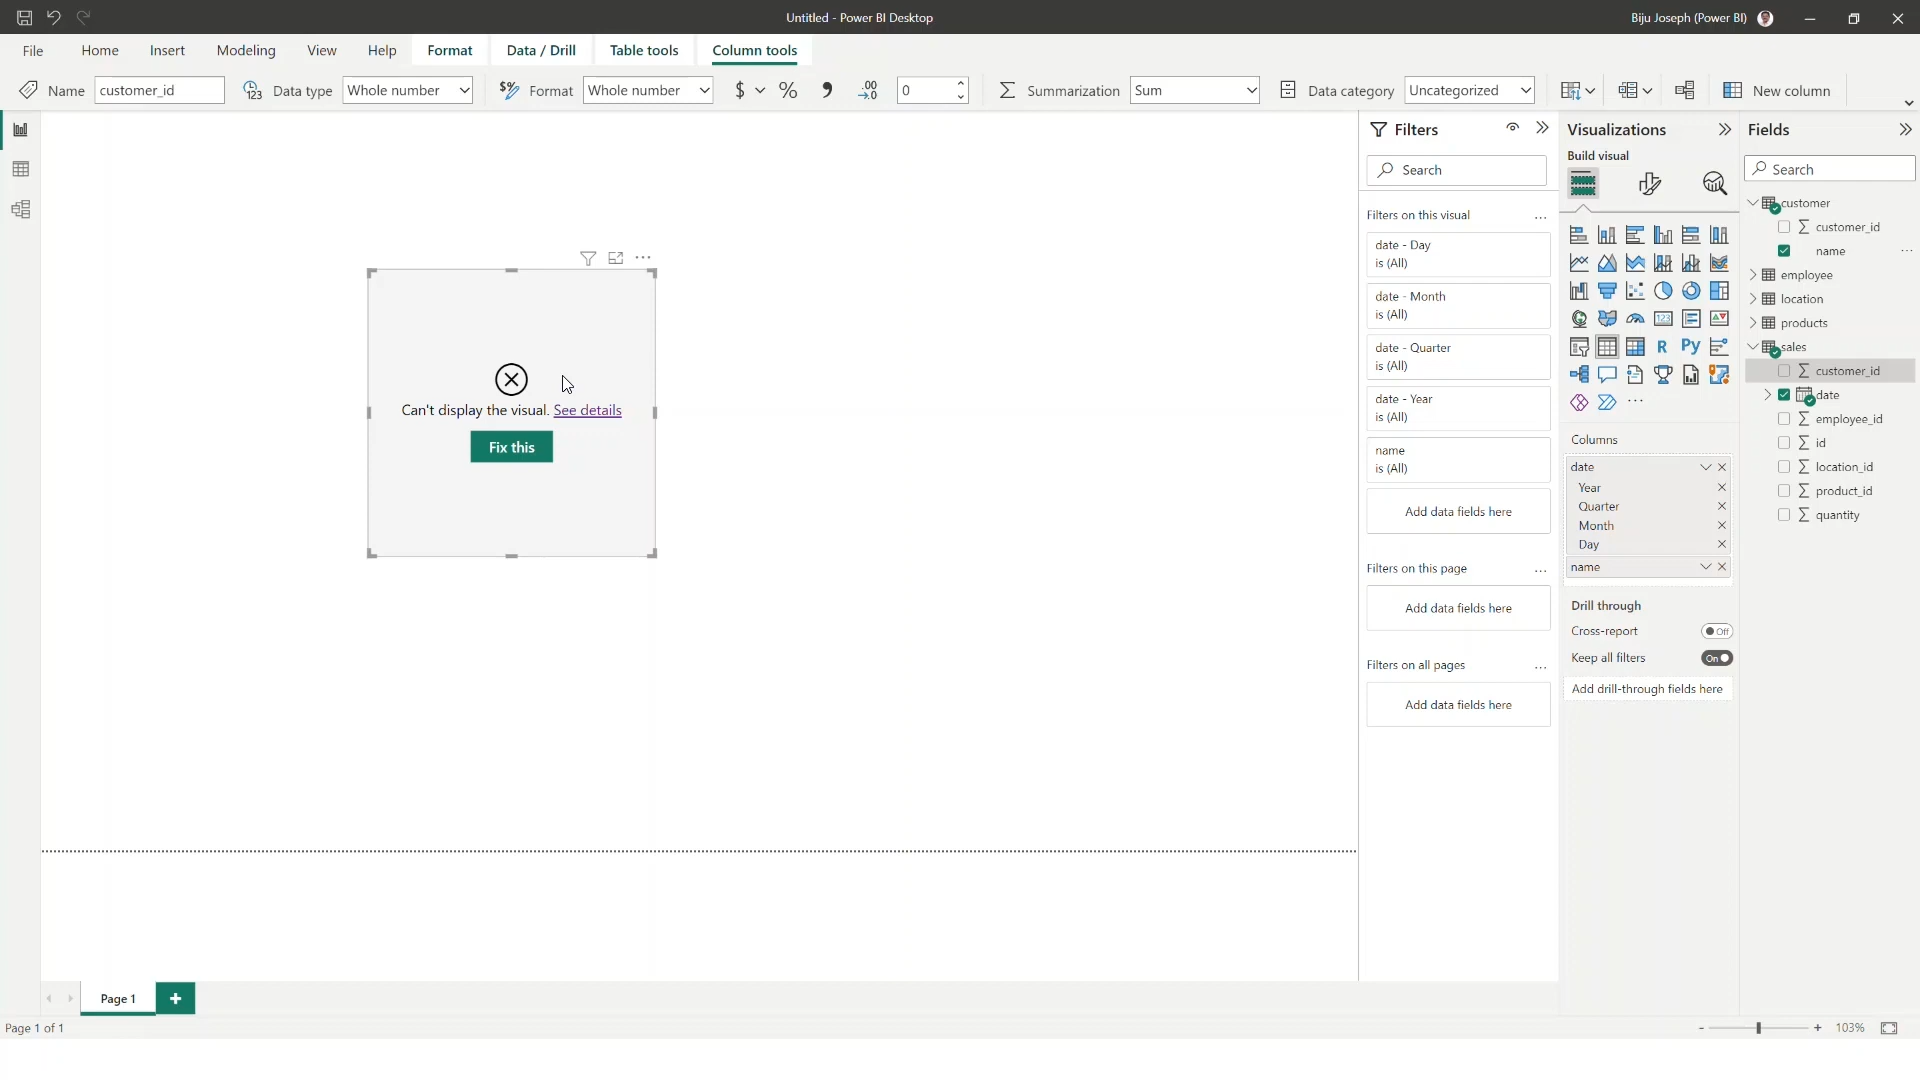 Untitled - Power BI Desktop
Biju Joseph (Power BI)
File Home Insert Modeling View Help Format Data / Drill Table tools Column tools
Name customer_id Data type Whole number Format Whole number $ % 0 Summarization Sum Data category Uncategorized New column
Filters
Search
Filters on this visual
date - Day
is (All)
date - Month
is (All)
date - Quarter
is (All)
date - Year
is (All)
name
is (All)
Add data fields here
Filters on this page
Add data fields here
Filters on all pages
Add data fields here
Visualizations
Build visual
R Py
Columns
date
Year
Quarter
Month
Day
name
Drill through
Cross-report Off
Keep all filters On
Add drill-through fields here
Fields
Search
customer
customer_id
name
employee
location
products
sales
customer_id
date
employee_id
id
location_id
product_id
quantity
Can't display the visual. See details
Fix this
Page 1
Page 1 of 1
- + 103%